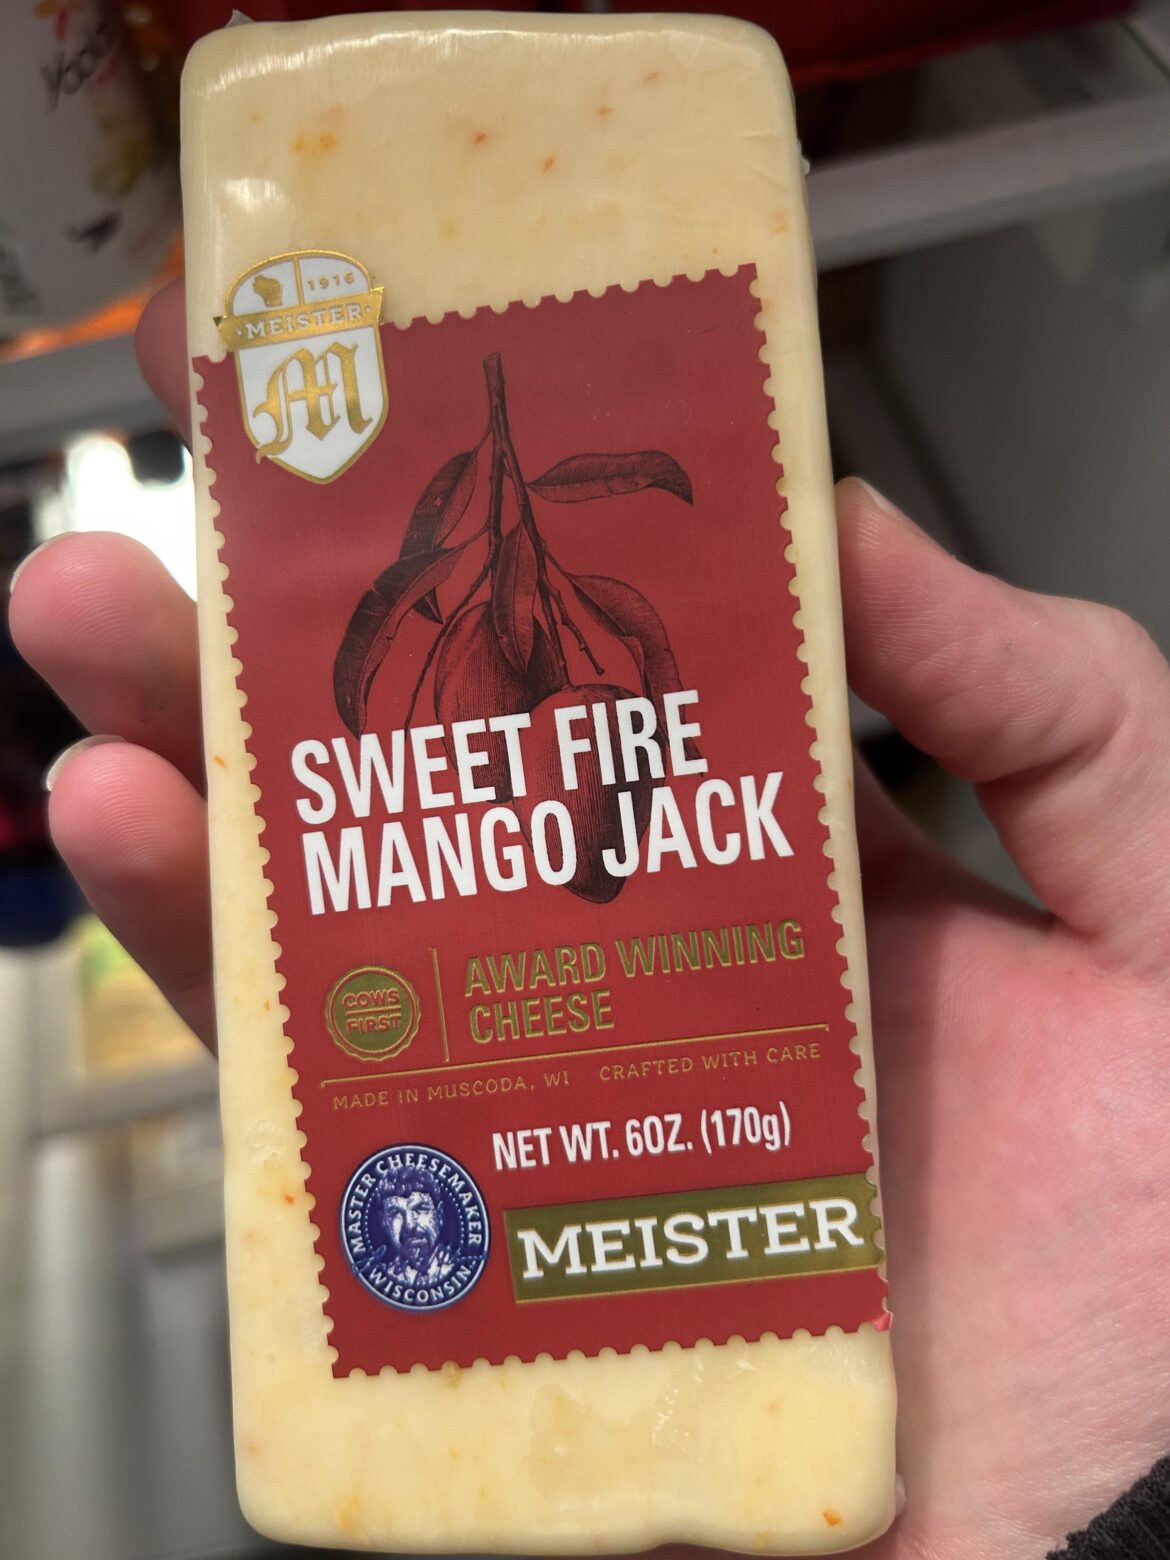 1916
·MEISTER·
M
SWEET FIRE
MANGO JACK
COWS
FIRST
AWARD WINNING
CHEESE
MADE IN MUSCODA, WI CRAFTED WITH CARE
NET WT. 6OZ. (170g)
MASTER CHEESEMAKER
WISCONSIN
MEISTER